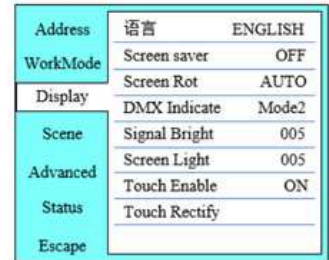 Address
WorkMode
Display
Scene
Advanced
Status
Escape
语言 ENGLISH
Screen saver OFF
Screen Rot AUTO
DMX Indicate Mode2
Signal Bright 005
Screen Light 005
Touch Enable ON
Touch Rectify